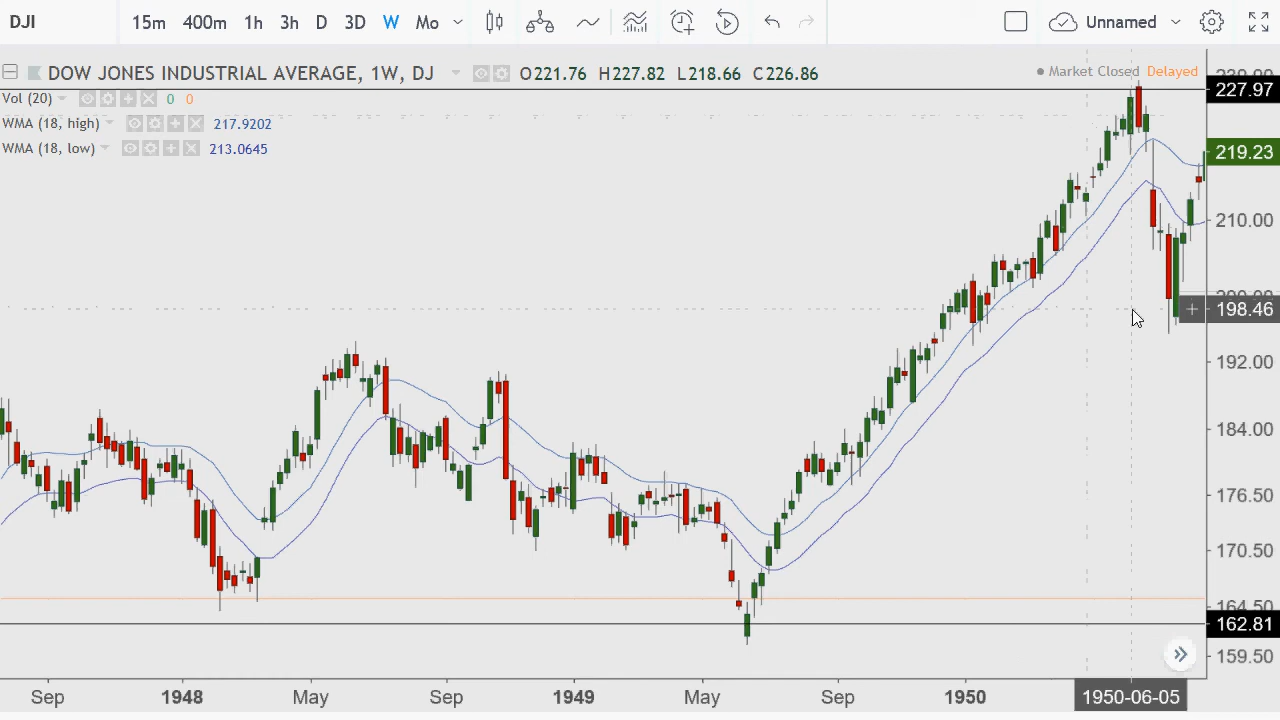 DJI 15m 400m 1h 3h D 3D W Mo Unnamed
DOW JONES INDUSTRIAL AVERAGE, 1W, DJI O221.76 H227.82 L218.66 C226.86 Market Closed Delayed
Vol (20) 0 0
227.97
WMA (18, high) 217.9202
WMA (18, low) 213.0645
219.23
210.00
198.46
192.00
184.00
176.50
170.50
164.50
162.81
159.50
Sep 1948 May Sep 1949 May Sep 1950 1950-06-05